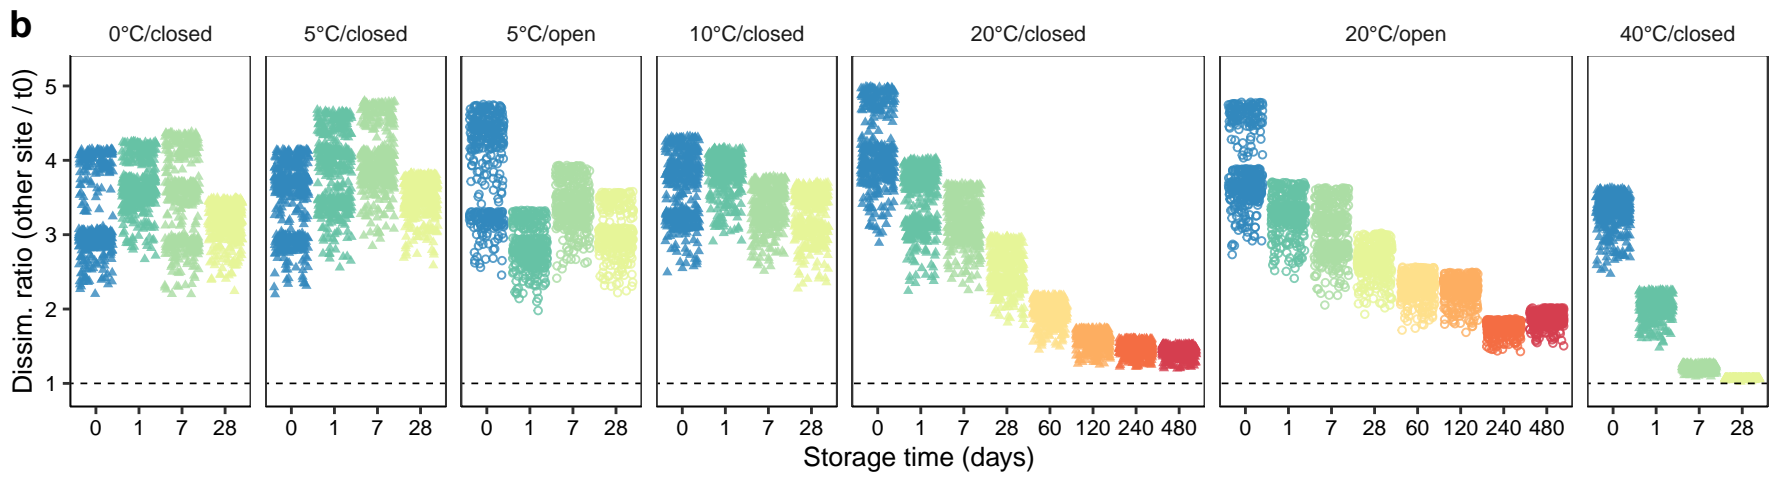 b
0°C/closed 5°C/closed 5°C/open 10°C/closed 20°C/closed 20°C/open 40°C/closed
Dissim. ratio (other site / t0)
5
4
3
2
1
0 1 7 28 0 1 7 28 0 1 7 28 0 1 7 28 0 1 7 28 60 120 240 480 0 1 7 28 60 120 240 480 0 1 7 28
Storage time (days)